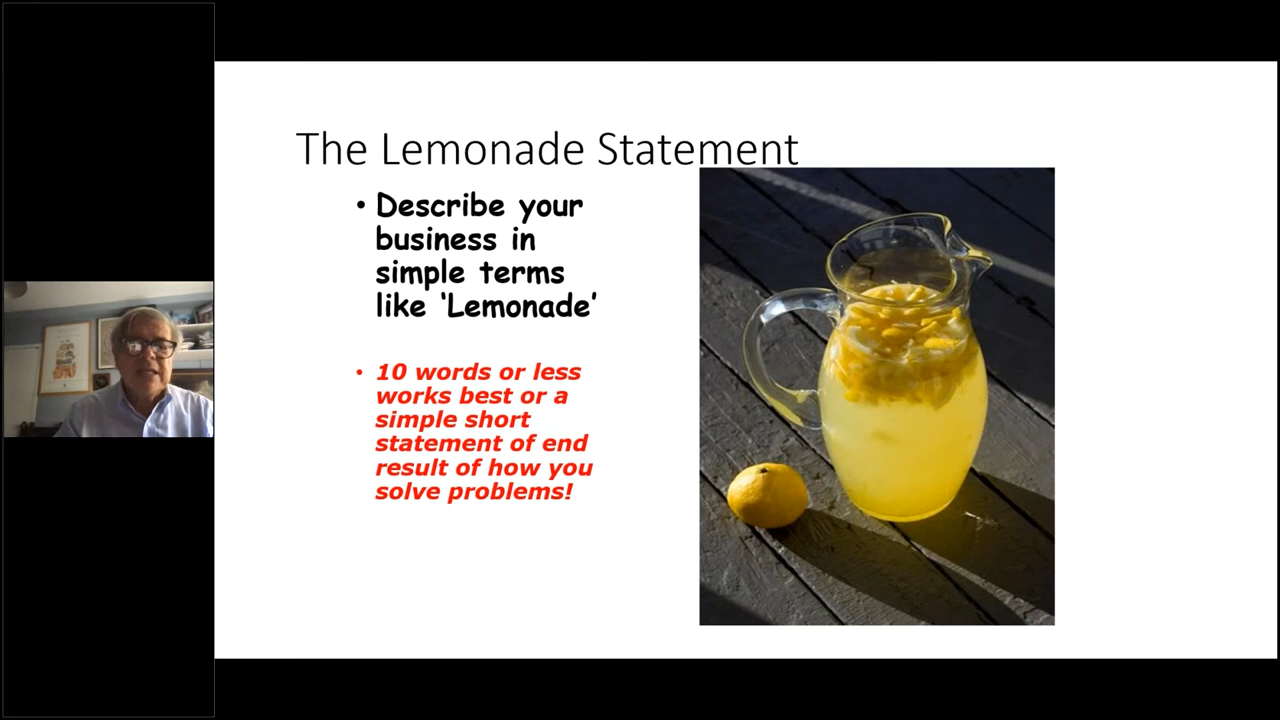 The Lemonade Statement
• Describe your
business in
simple terms
like ‘Lemonade’
• 10 words or less
works best or a
simple short
statement of end
result of how you
solve problems!